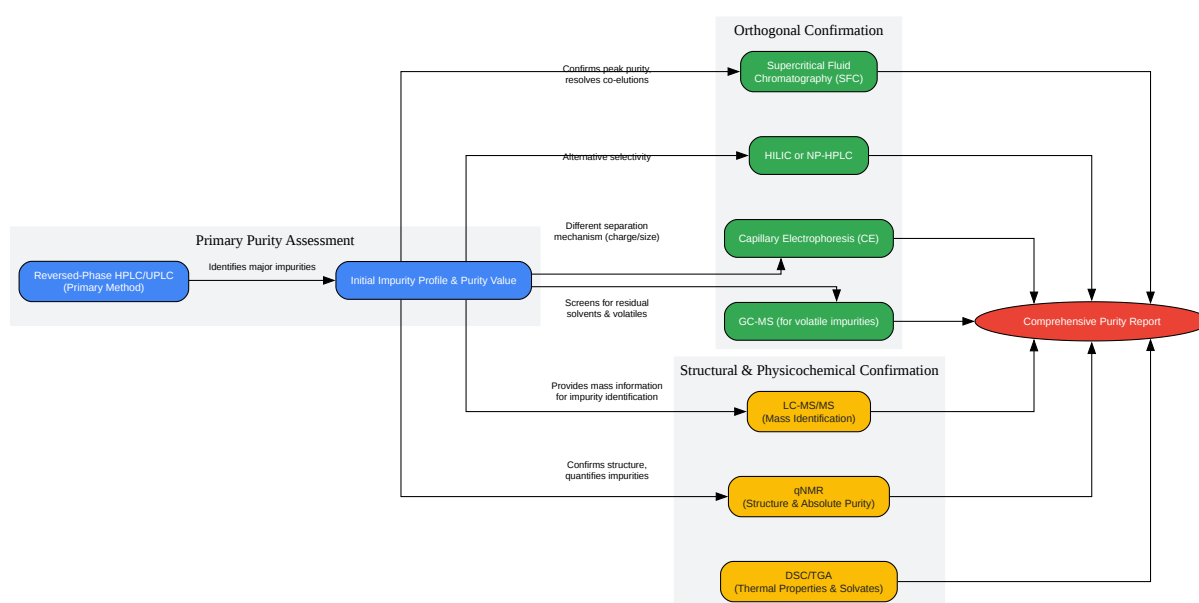 Orthogonal Confirmation
Confirms peak purity,
resolves co-elutions
Supercritical Fluid
Chromatography (SFC)
Alternative selectivity
HILIC or NP-HPLC
Different separation
mechanism (charge/size)
Capillary Electrophoresis (CE)
Primary Purity Assessment
Reversed-Phase HPLC/UPLC
(Primary Method)
Identifies major impurities
Initial Impurity Profile & Purity Value
Screens for residual
solvents & volatiles
GC-MS (for volatile impurities)
Comprehensive Purity Report
Structural & Physicochemical Confirmation
Provides mass information
for impurity identification
LC-MS/MS
(Mass Identification)
Confirms structure,
quantifies impurities
qNMR
(Structure & Absolute Purity)
DSC/TGA
(Thermal Properties & Solvates)